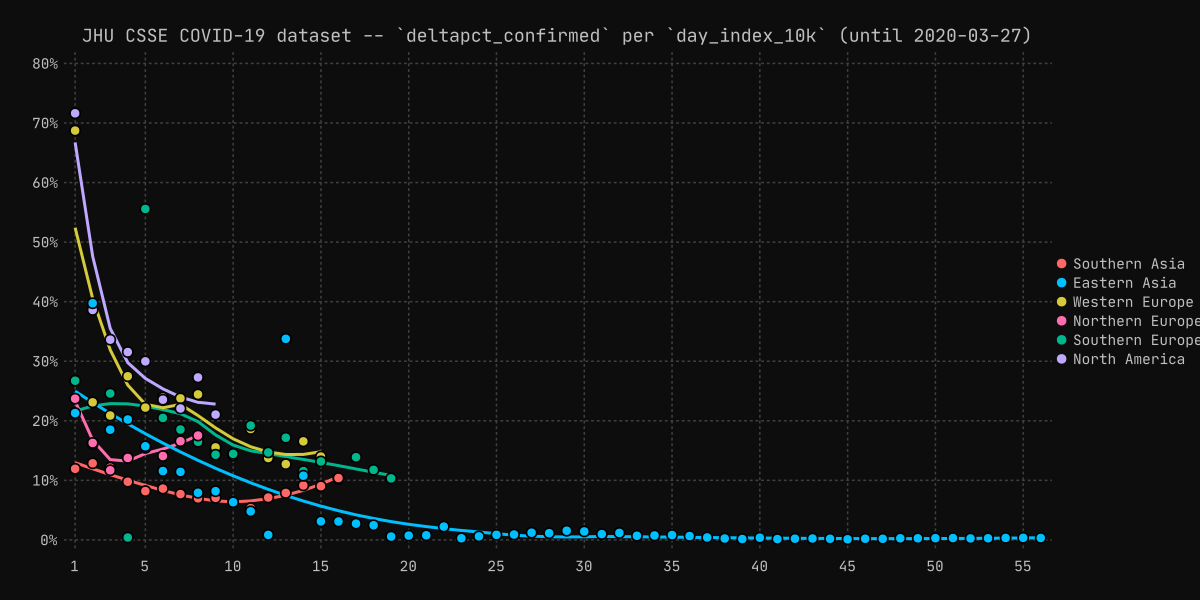 JHU CSSE COVID-19 dataset -- `deltapct_confirmed` per `day_index_10k` (until 2020-03-27)
80%
70%
60%
50%
40%
30%
20%
10%
0%
1 5 10 15 20 25 30 35 40 45 50 55
Southern Asia
Eastern Asia
Western Europe
Northern Europe
Southern Europe
North America